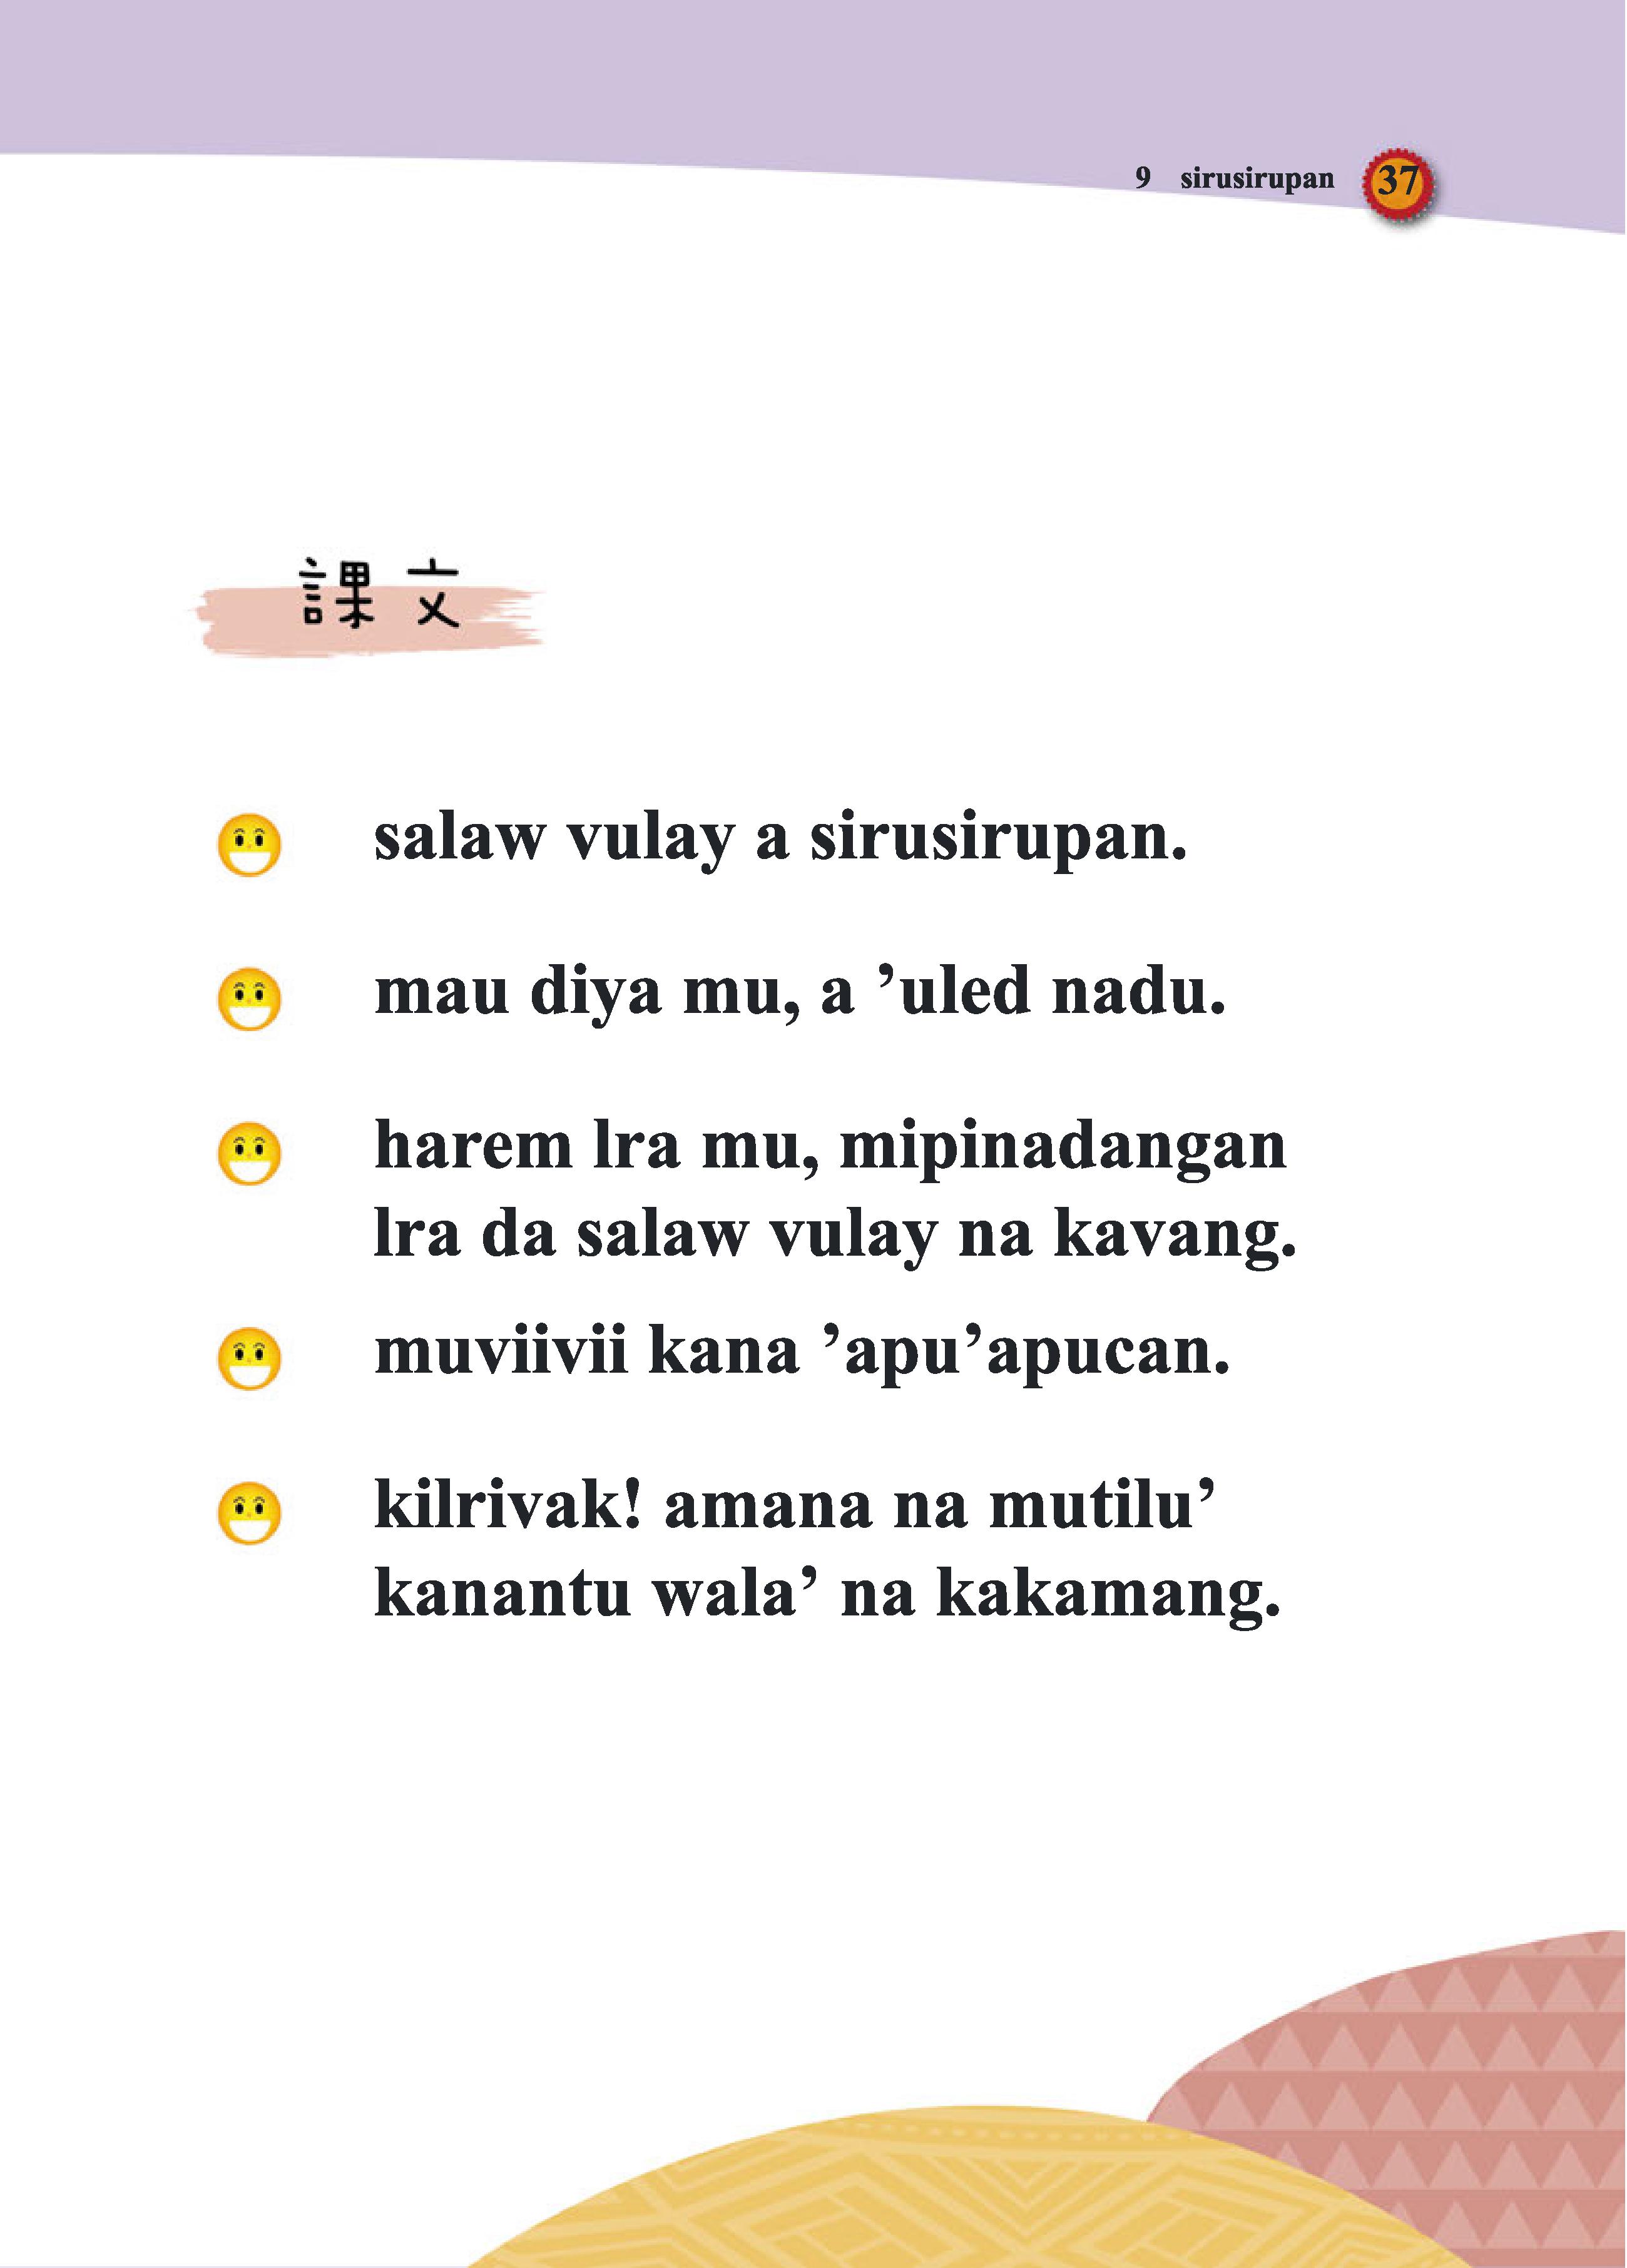 9 sirusirupan 37
課文
salaw vulay a sirusirupan.
mau diya mu, a ’uled nadu.
harem lra mu, mipinadangan
lra da salaw vulay na kavang.
muviivii kana ’apu’apucan.
kilrivak! amana na mutilu’
kanantu wala’ na kakamang.